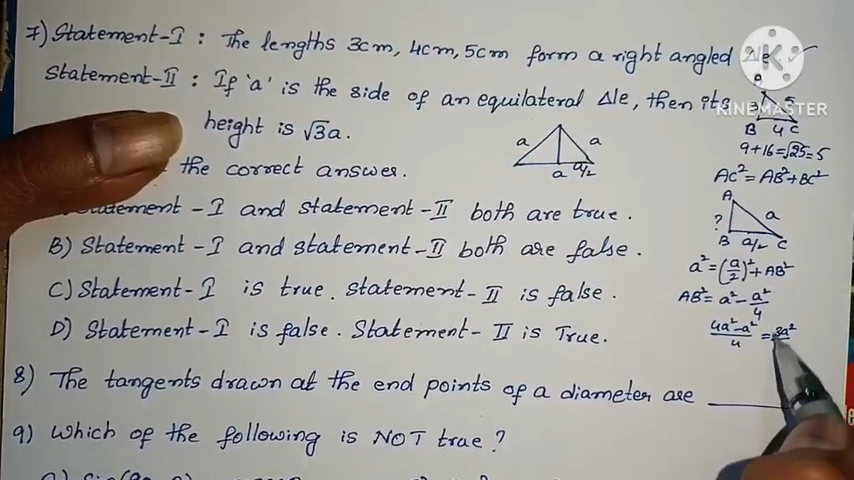 7) Statement-I : The lengths 3cm, 4cm, 5cm form a right angled Δle.
Statement-II : If 'a' is the side of an equilateral Δle, then its
height is √3a.
the correct answer.
Statement - I and statement - II both are true.
B) Statement - I and statement - II both are false.
C) Statement - I is true. Statement - II is false.
D) Statement - I is false. Statement - II is True.
8) The tangents drawn at the end points of a diameter are ______
9) Which of the following is NOT true?
KINEMASTER
B 4 C
9+16=√25=5
AC²=AB²+BC²
a a
a a/2
A
? a
B a/2 C
a²=(a/2)²+AB²
AB²=a²-a²/4
4a²-a²/4=3a²